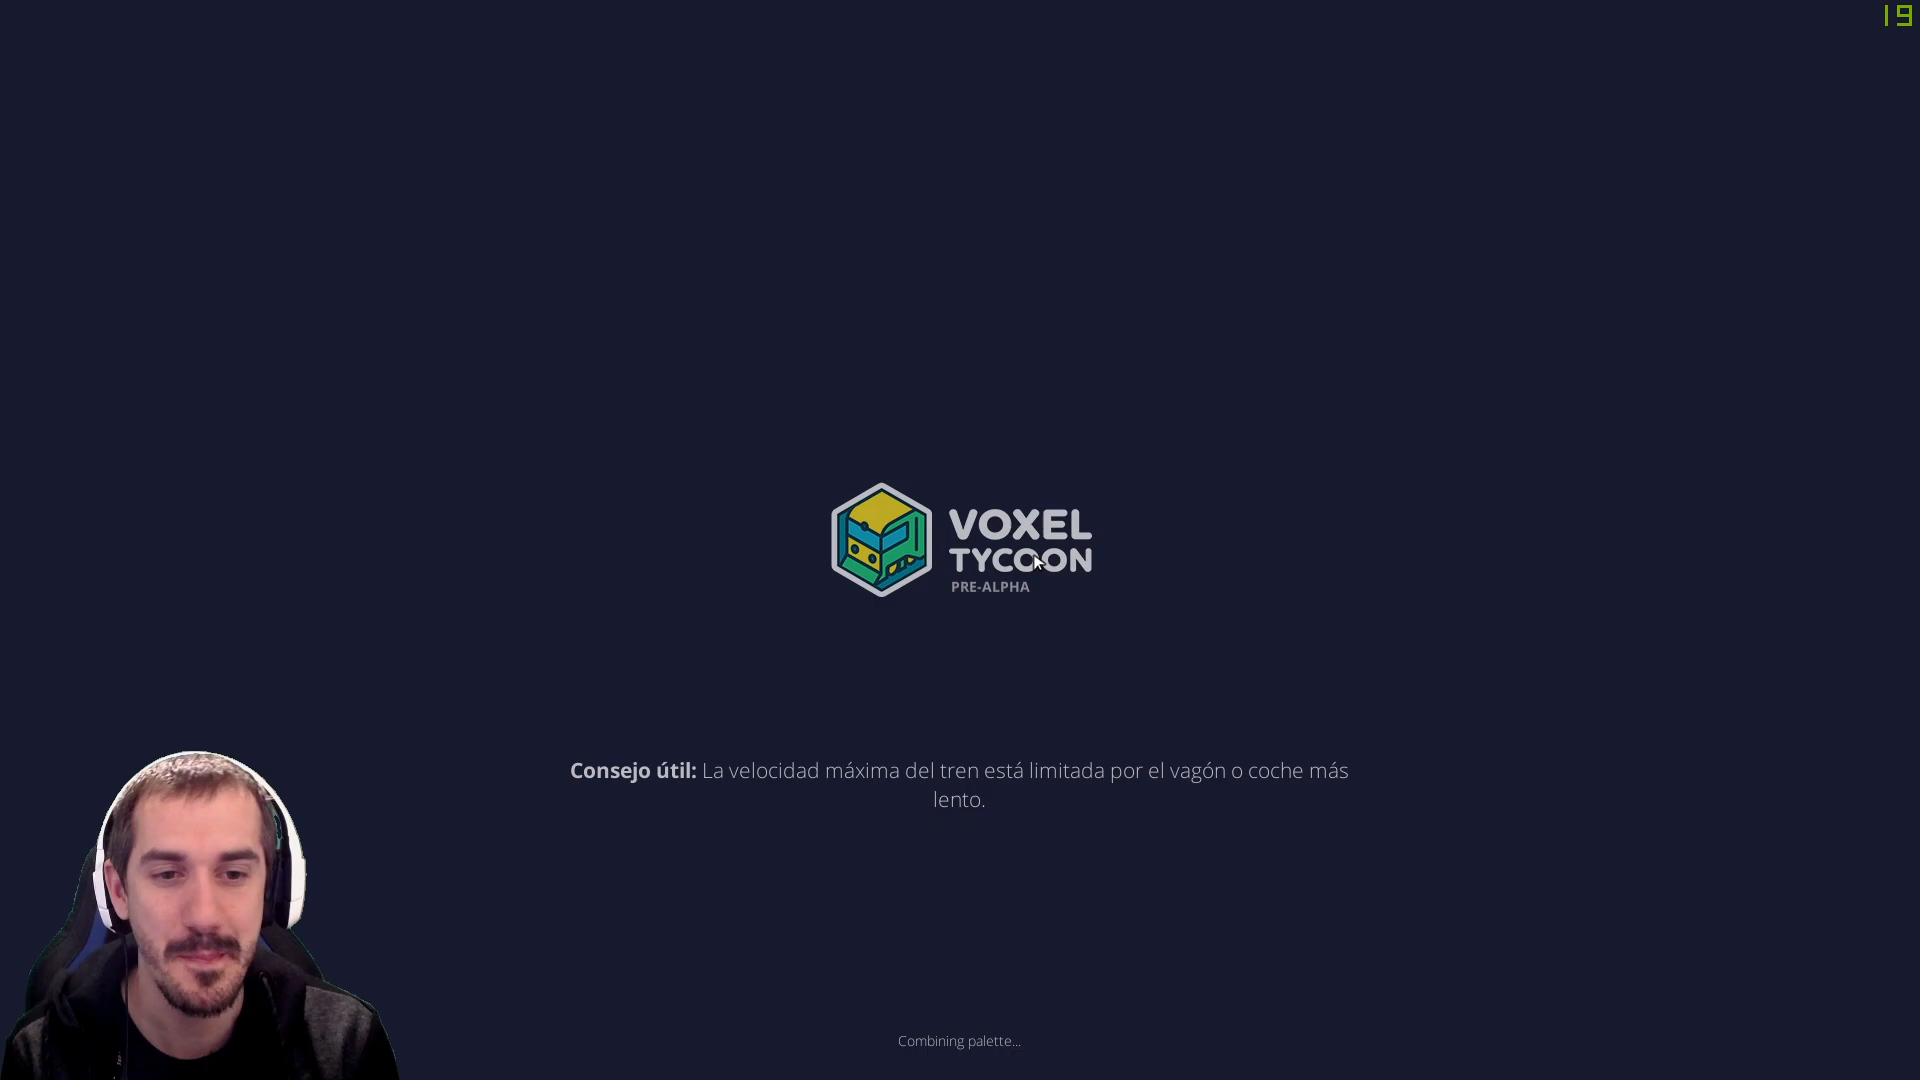 19
VOXEL
TYCOON
PRE-ALPHA
Consejo útil: La velocidad máxima del tren está limitada por el vagón o coche más
lento.
Combining palette...